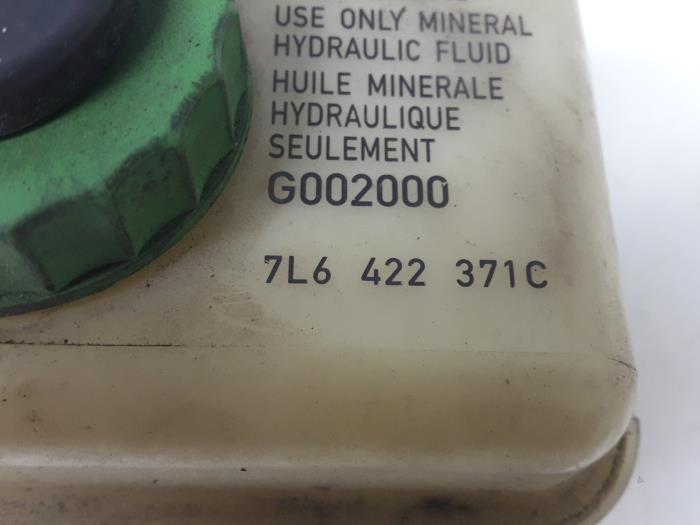 USE ONLY MINERAL
HYDRAULIC FLUID
HUILE MINERALE
HYDRAULIQUE
SEULEMENT
G002000
7L6 422 371C